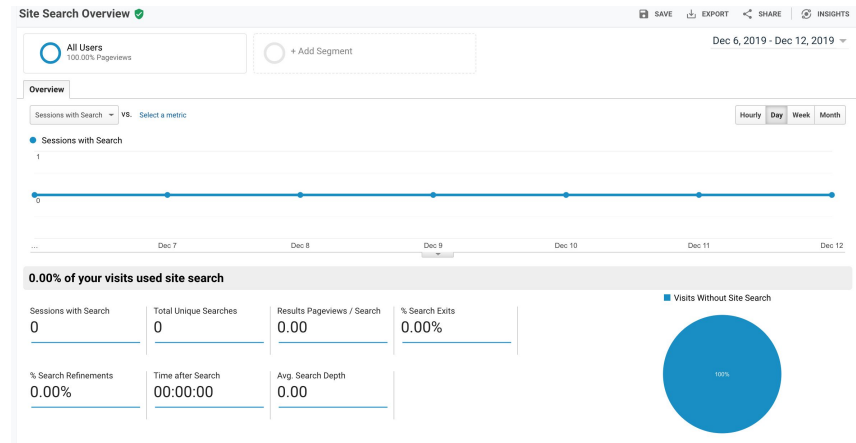 Site Search Overview
SAVE EXPORT SHARE INSIGHTS
All Users
100.00% Pageviews
+ Add Segment
Dec 6, 2019 - Dec 12, 2019
Overview
Sessions with Search VS. Select a metric
Hourly Day Week Month
Sessions with Search
1
0
... Dec 7 Dec 8 Dec 9 Dec 10 Dec 11 Dec 12
0.00% of your visits used site search
Sessions with Search
0
Total Unique Searches
0
Results Pageviews / Search
0.00
% Search Exits
0.00%
% Search Refinements
0.00%
Time after Search
00:00:00
Avg. Search Depth
0.00
Visits Without Site Search
100%